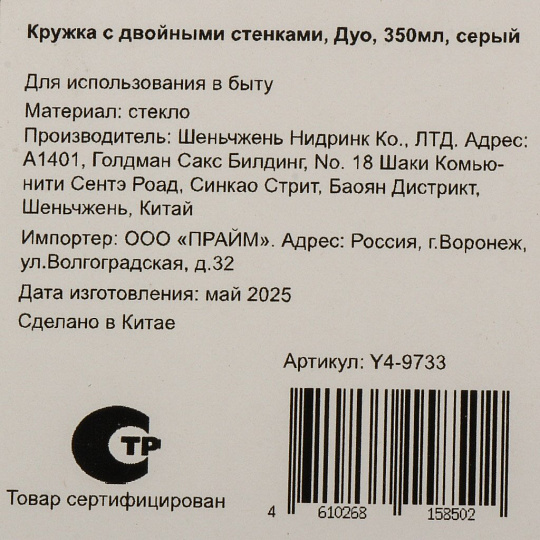 Кружка с двойными стенками, Дуо, 350мл, серый
Для использования в быту
Материал: стекло
Производитель: Шеньчжень Нидринк Ко., ЛТД. Адрес:
А1401, Голдман Сакс Билдинг, No. 18 Шаки Комью-
нити Сентэ Роад, Синкао Стрит, Баоян Дистрикт,
Шеньчжень, Китай
Импортер: ООО «ПРАЙМ». Адрес: Россия, г.Воронеж,
ул.Волгоградская, д.32
Дата изготовления: май 2025
Сделано в Китае
Артикул: Y4-9733
СТР
Товар сертифицирован
4 610268 158502